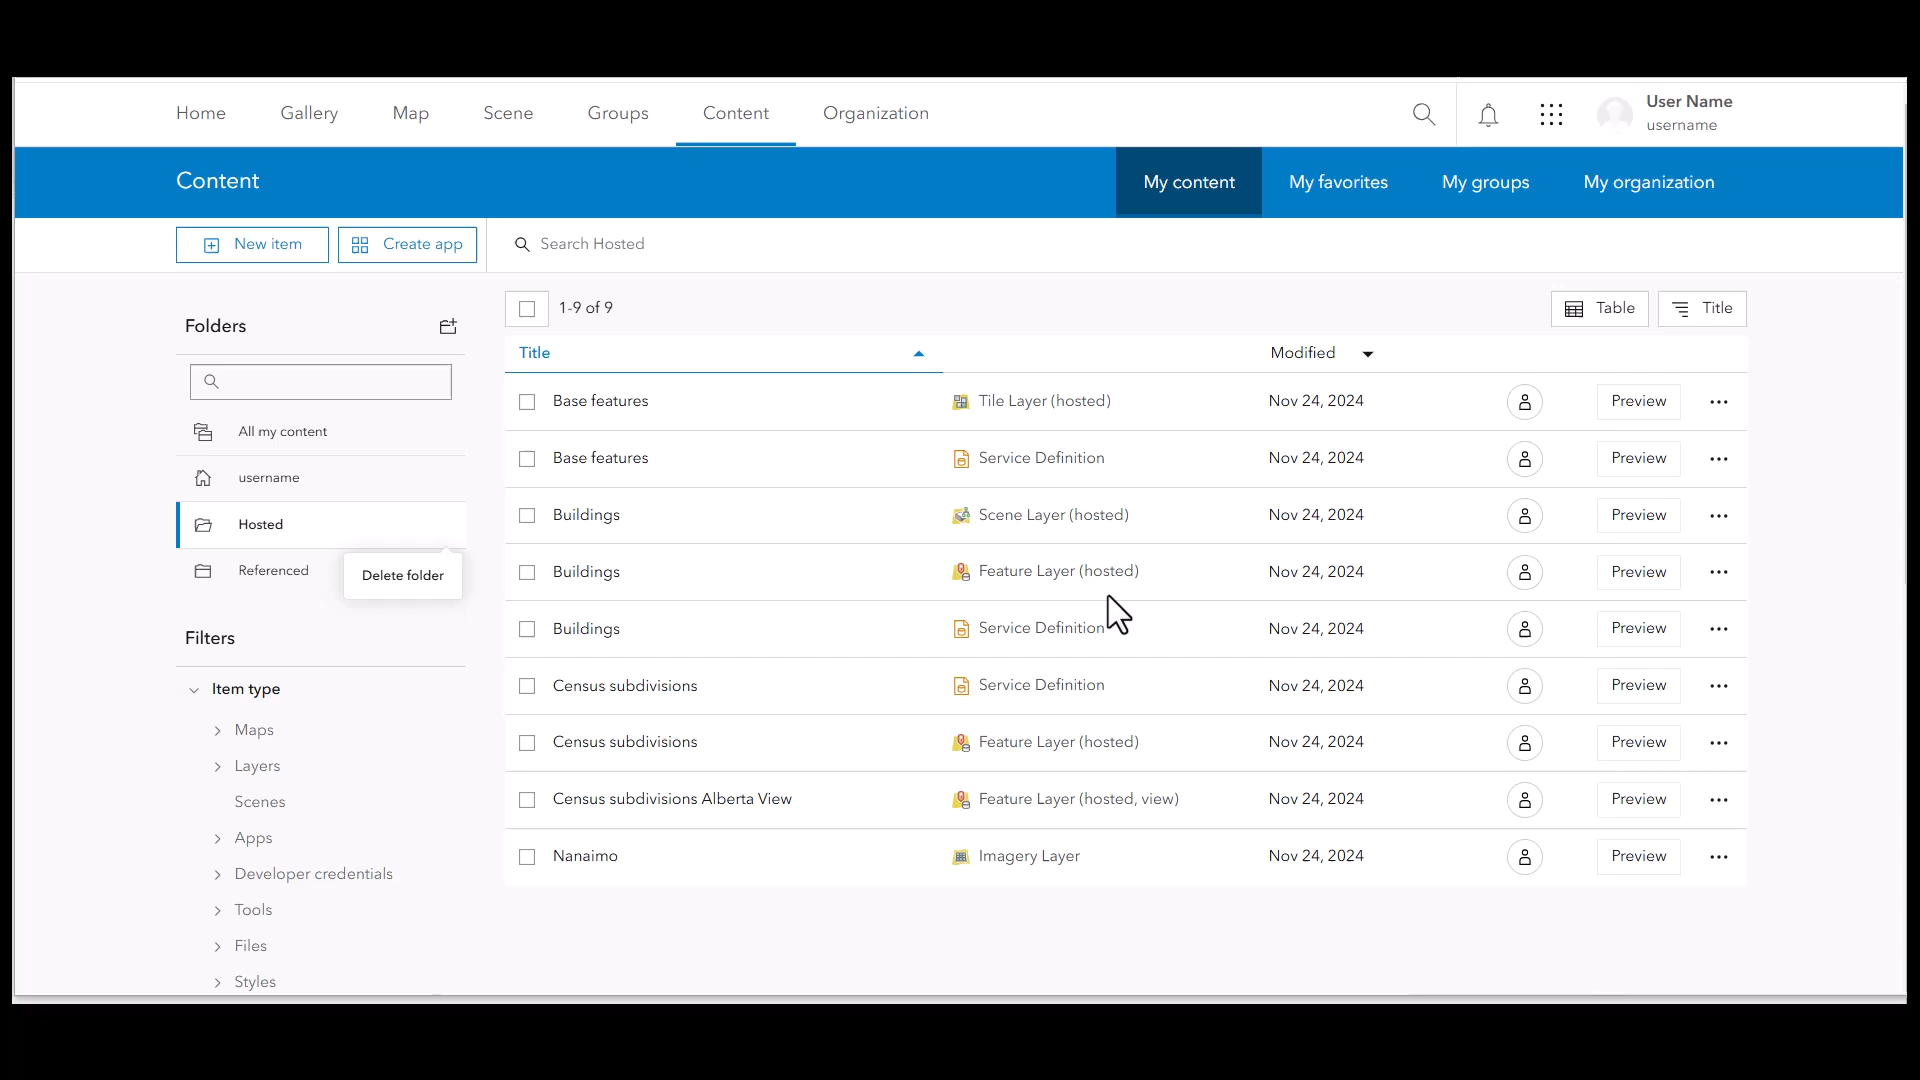 Home Gallery Map Scene Groups Content Organization User Name
username
Content My content My favorites My groups My organization
New item Create app Search Hosted
Folders
All my content
username
Hosted
Referenced
Delete folder
Filters
Item type
Maps
Layers
Scenes
Apps
Developer credentials
Tools
Files
Styles
1-9 of 9 Table Title
Title Modified
Base features Tile Layer (hosted) Nov 24, 2024 Preview
Base features Service Definition Nov 24, 2024 Preview
Buildings Scene Layer (hosted) Nov 24, 2024 Preview
Buildings Feature Layer (hosted) Nov 24, 2024 Preview
Buildings Service Definition Nov 24, 2024 Preview
Census subdivisions Service Definition Nov 24, 2024 Preview
Census subdivisions Feature Layer (hosted) Nov 24, 2024 Preview
Census subdivisions Alberta View Feature Layer (hosted, view) Nov 24, 2024 Preview
Nanaimo Imagery Layer Nov 24, 2024 Preview